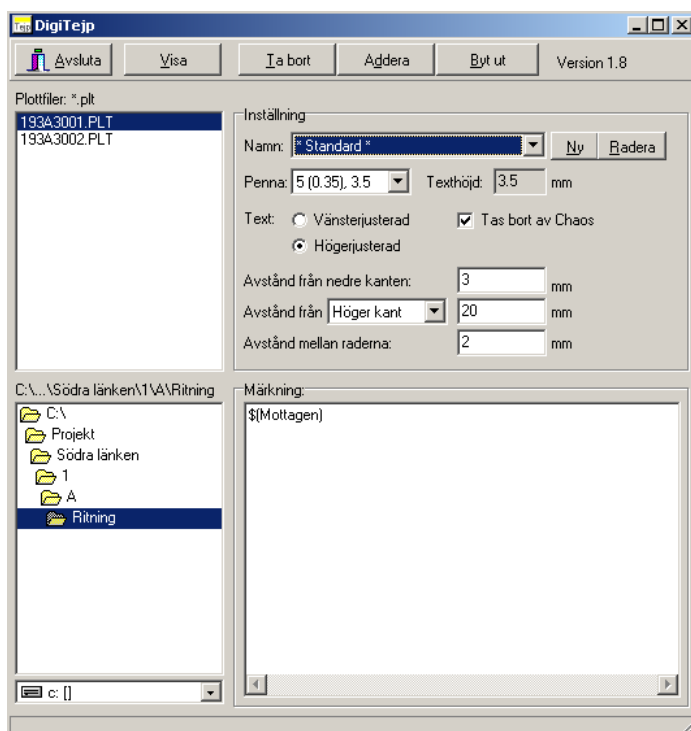 Tejp DigiTejp
Avsluta Visa Ta bort Addera Byt ut Version 1.8
Plottfiler: *.plt
193A3001.PLT
193A3002.PLT
Inställning
Namn: * Standard * Ny Radera
Penna: 5 (0.35), 3.5 Texthöjd: 3.5 mm
Text: Vänsterjusterad Tas bort av Chaos
Högerjusterad
Avstånd från nedre kanten: 3 mm
Avstånd från Höger kant 20 mm
Avstånd mellan raderna: 2 mm
C:\...\Södra länken\1\A\Ritning
C:\
Projekt
Södra länken
1
A
Ritning
c: []
Märkning:
$(Mottagen)